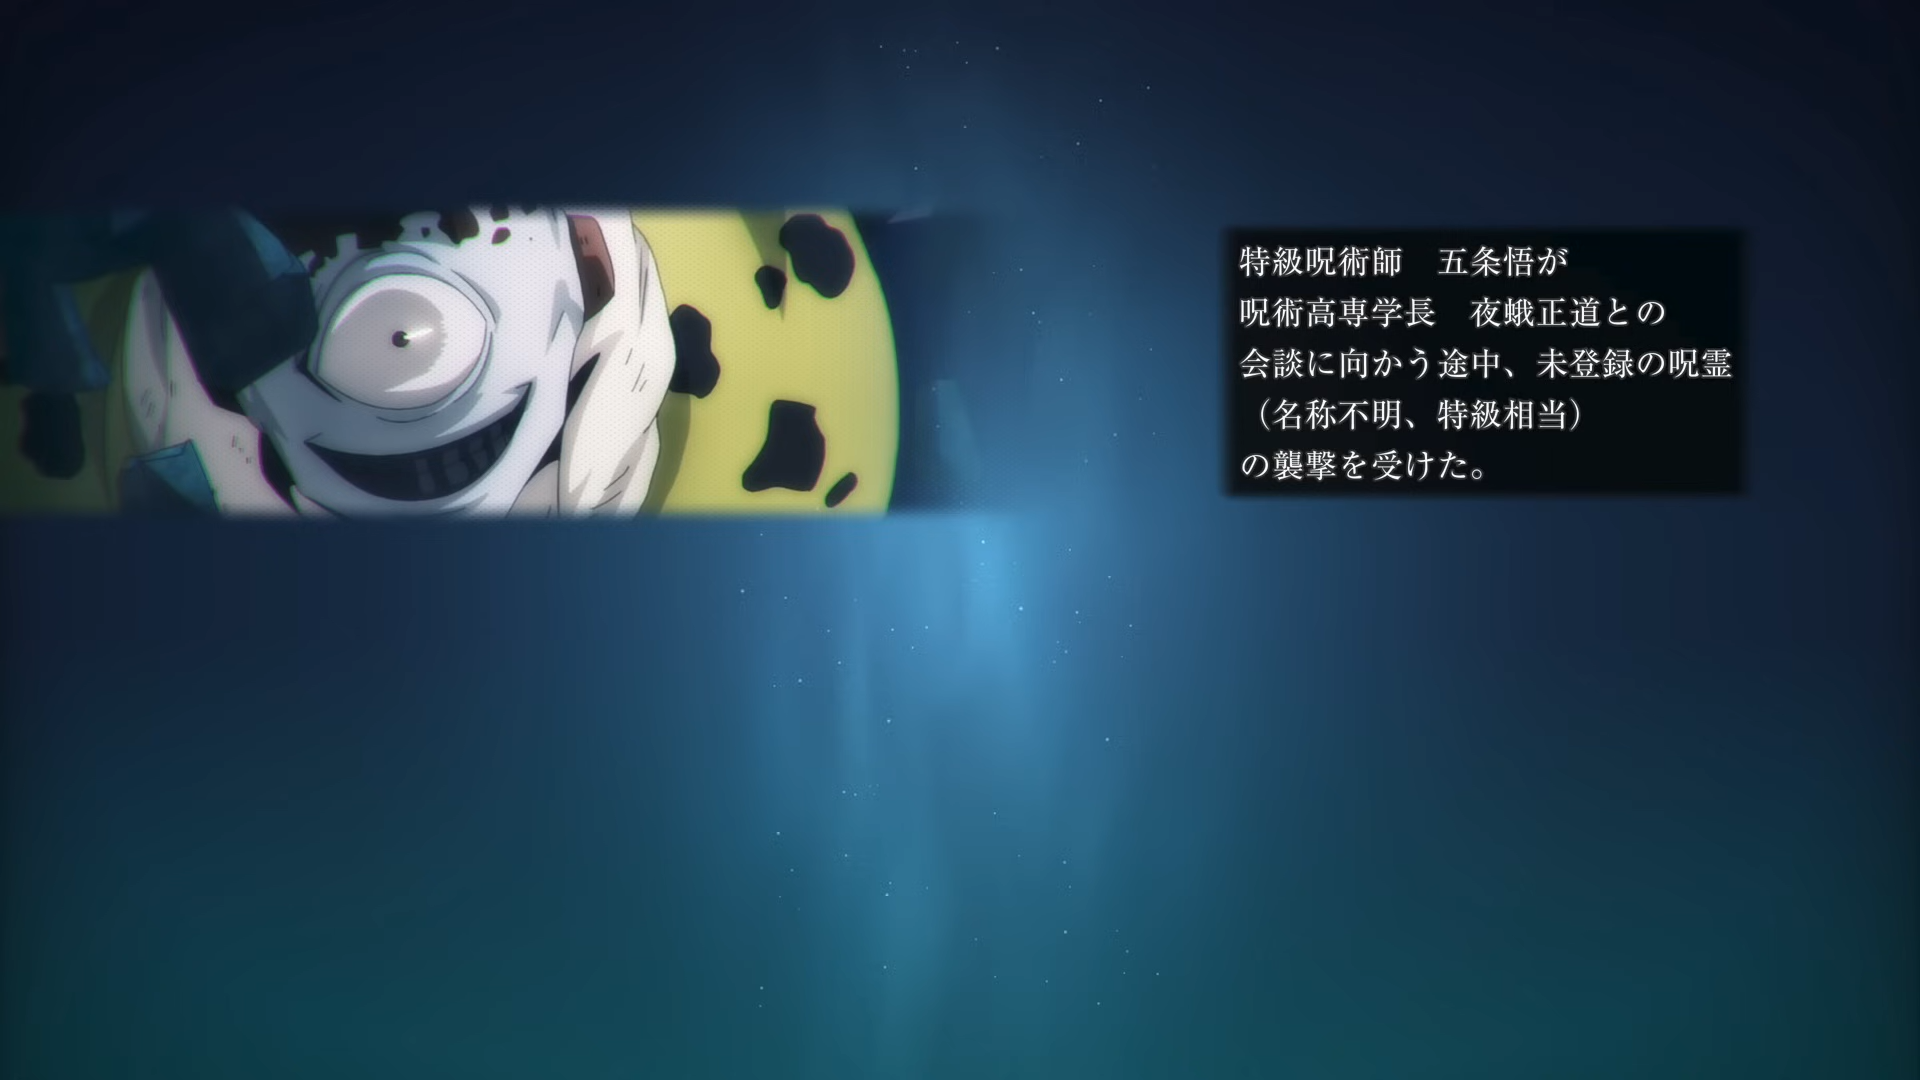 特級呪術師　五条悟が
呪術高専学長　夜蛾正道との
会談に向かう途中、未登録の呪霊
（名称不明、特級相当）
の襲撃を受けた。